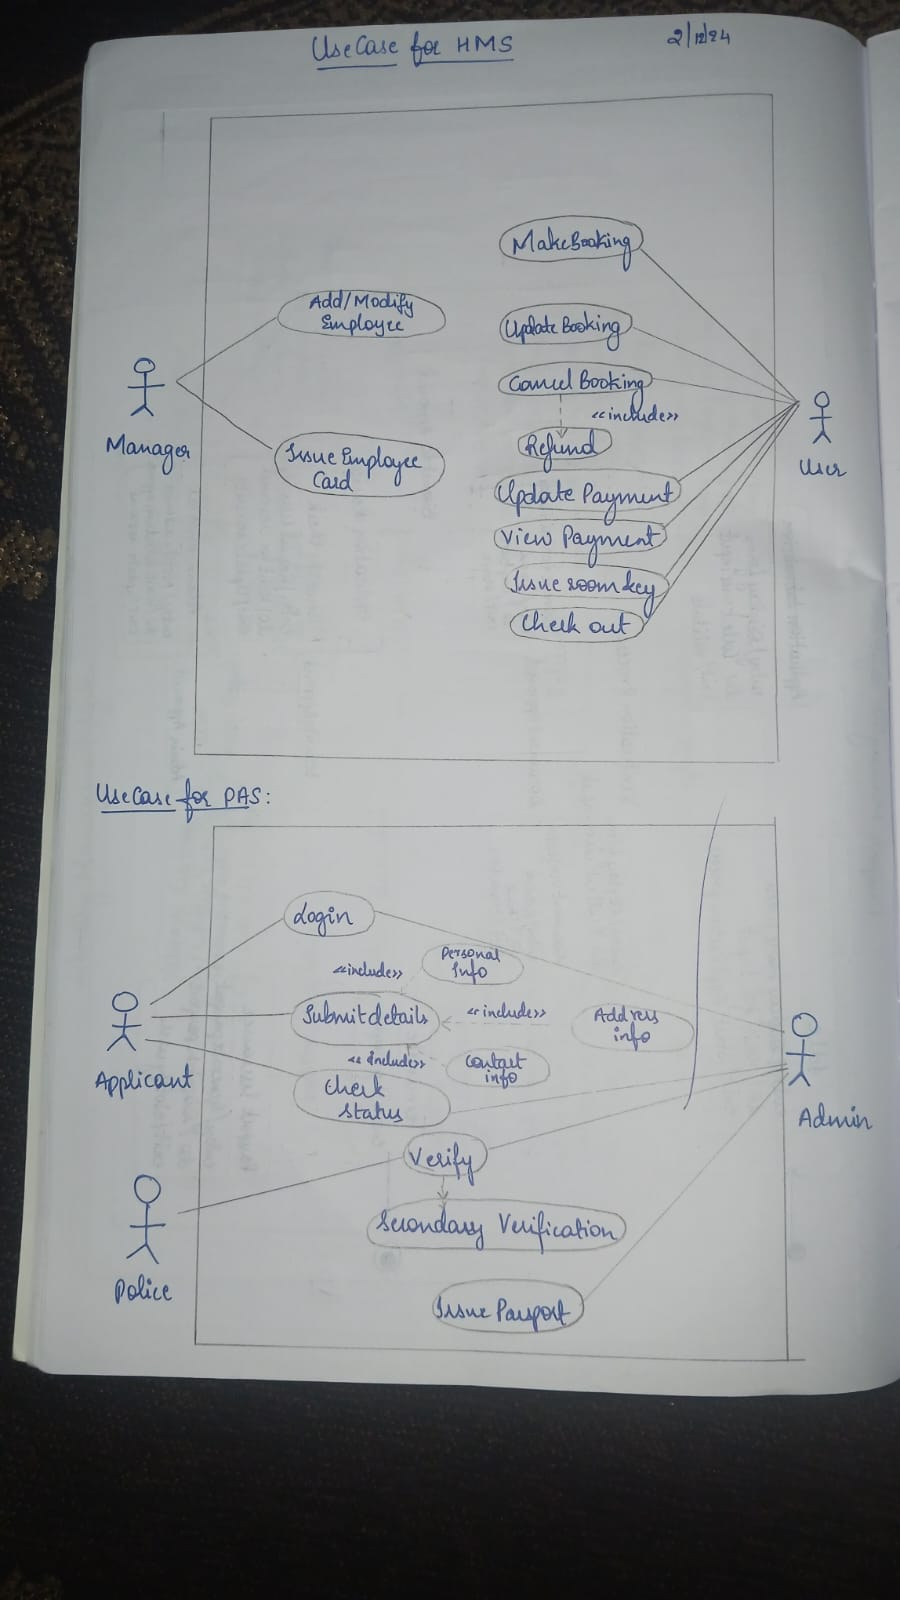 UseCase for HMS
2/12/24
MakeBooking
Add/Modify
Employee
Update Booking
Cancel Booking
<<include>>
Manager
User
Issue Employee
Card
Refund
Update Payment
View Payment
Issue room key
Check out
UseCase for PAS:
Login
Personal
Info
<<include>>
Submit details
<<include>>
Address
info
<<include>>
Contact
info
Applicant
Check
Status
Admin
Verify
Secondary Verification
Police
Issue Passport